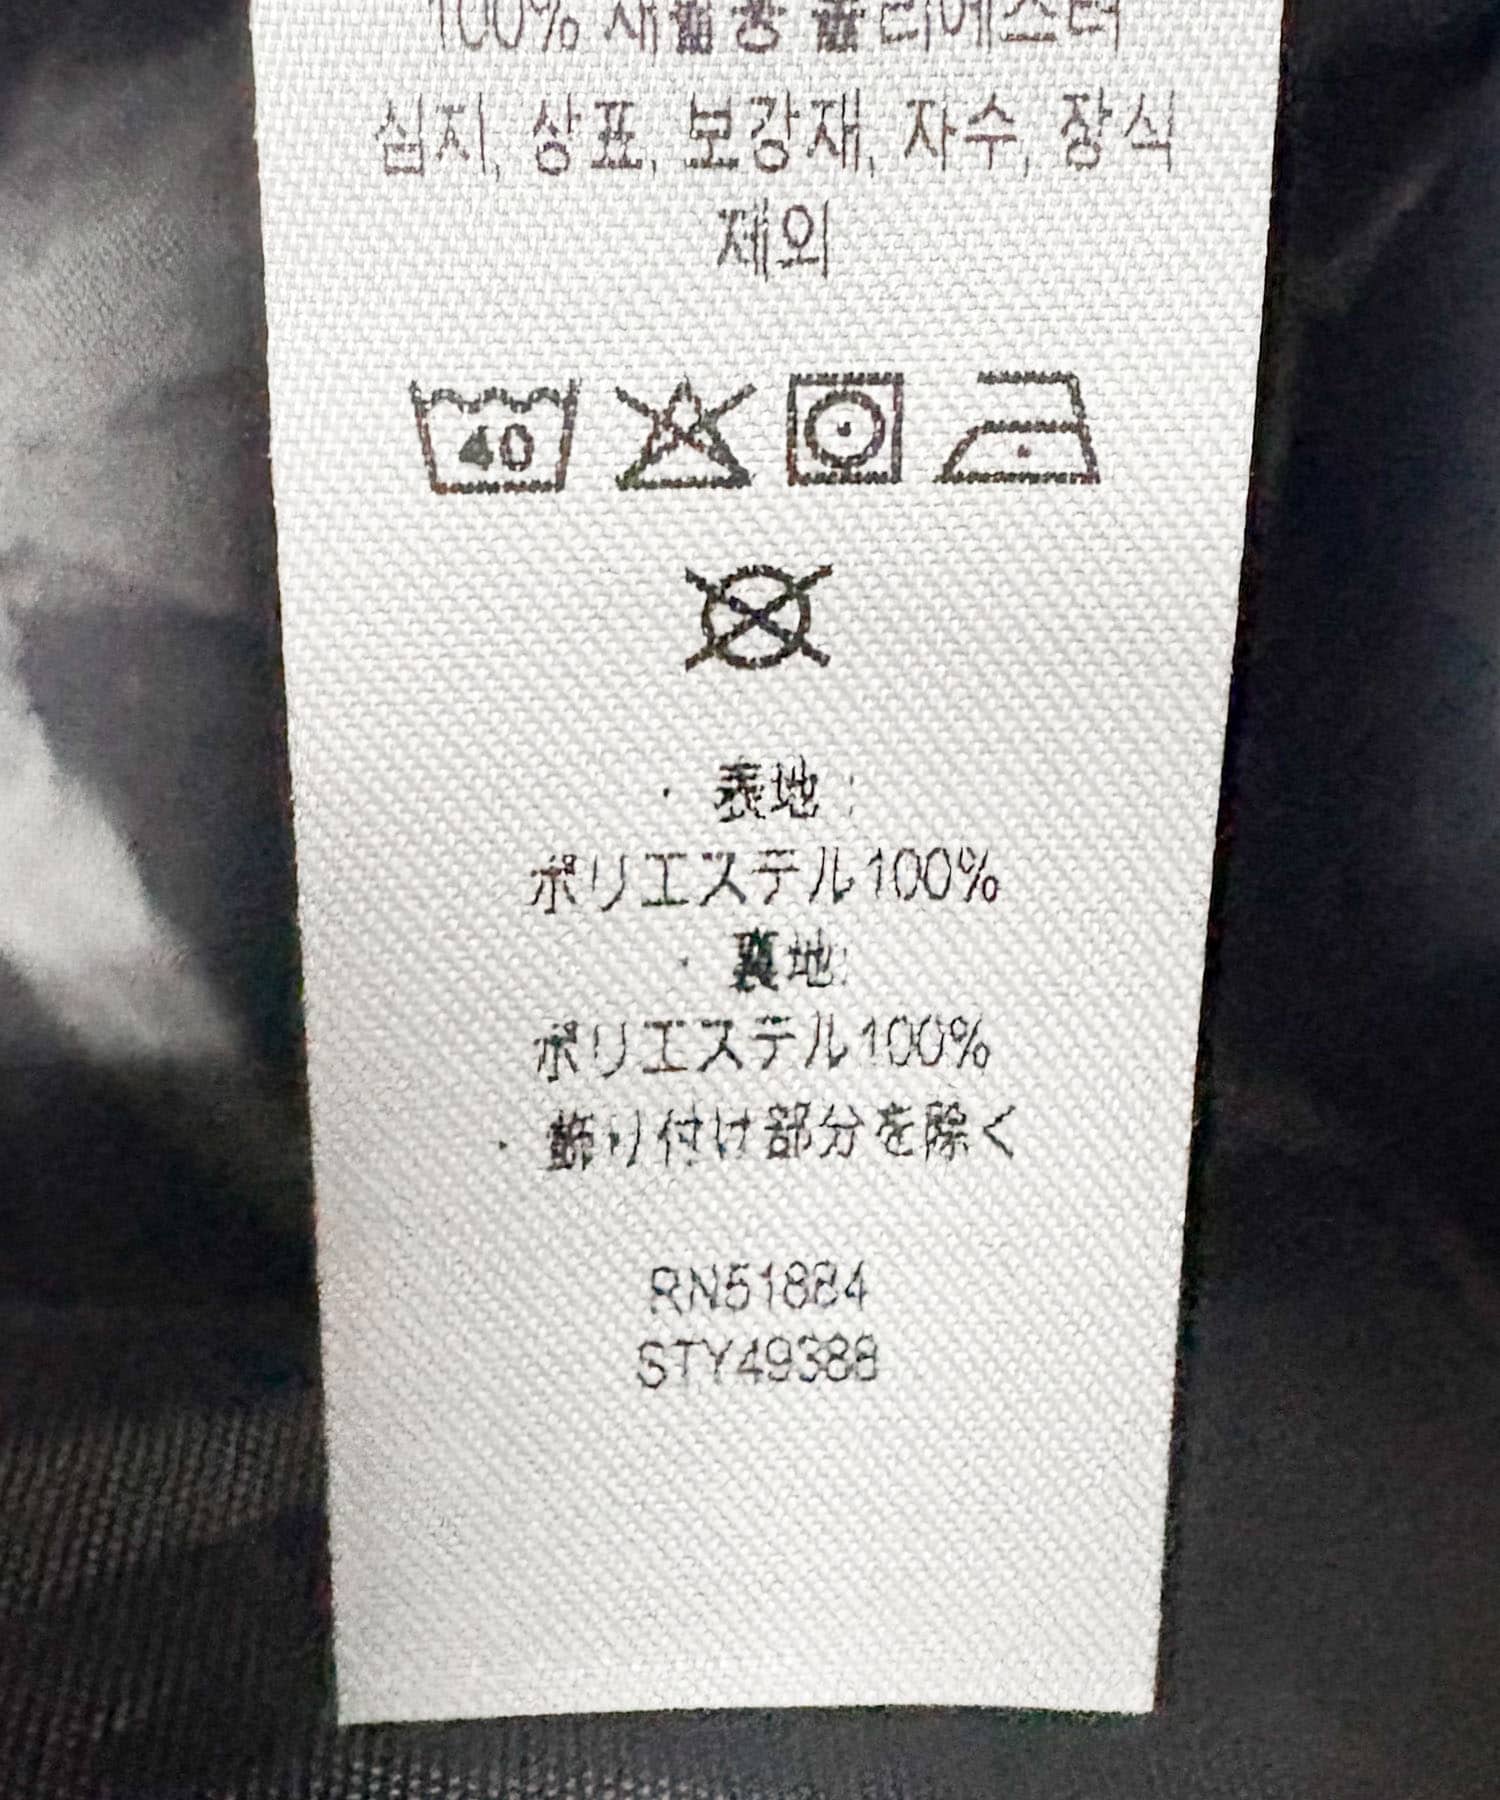 100% 재활용 폴리에스터
심지, 상표, 보강재, 자수, 장식
제외
40
· 表地 :
ポリエステル100%
· 裏地:
ポリエステル100%
· 飾り付け部分を除く
RN51884
STY49388